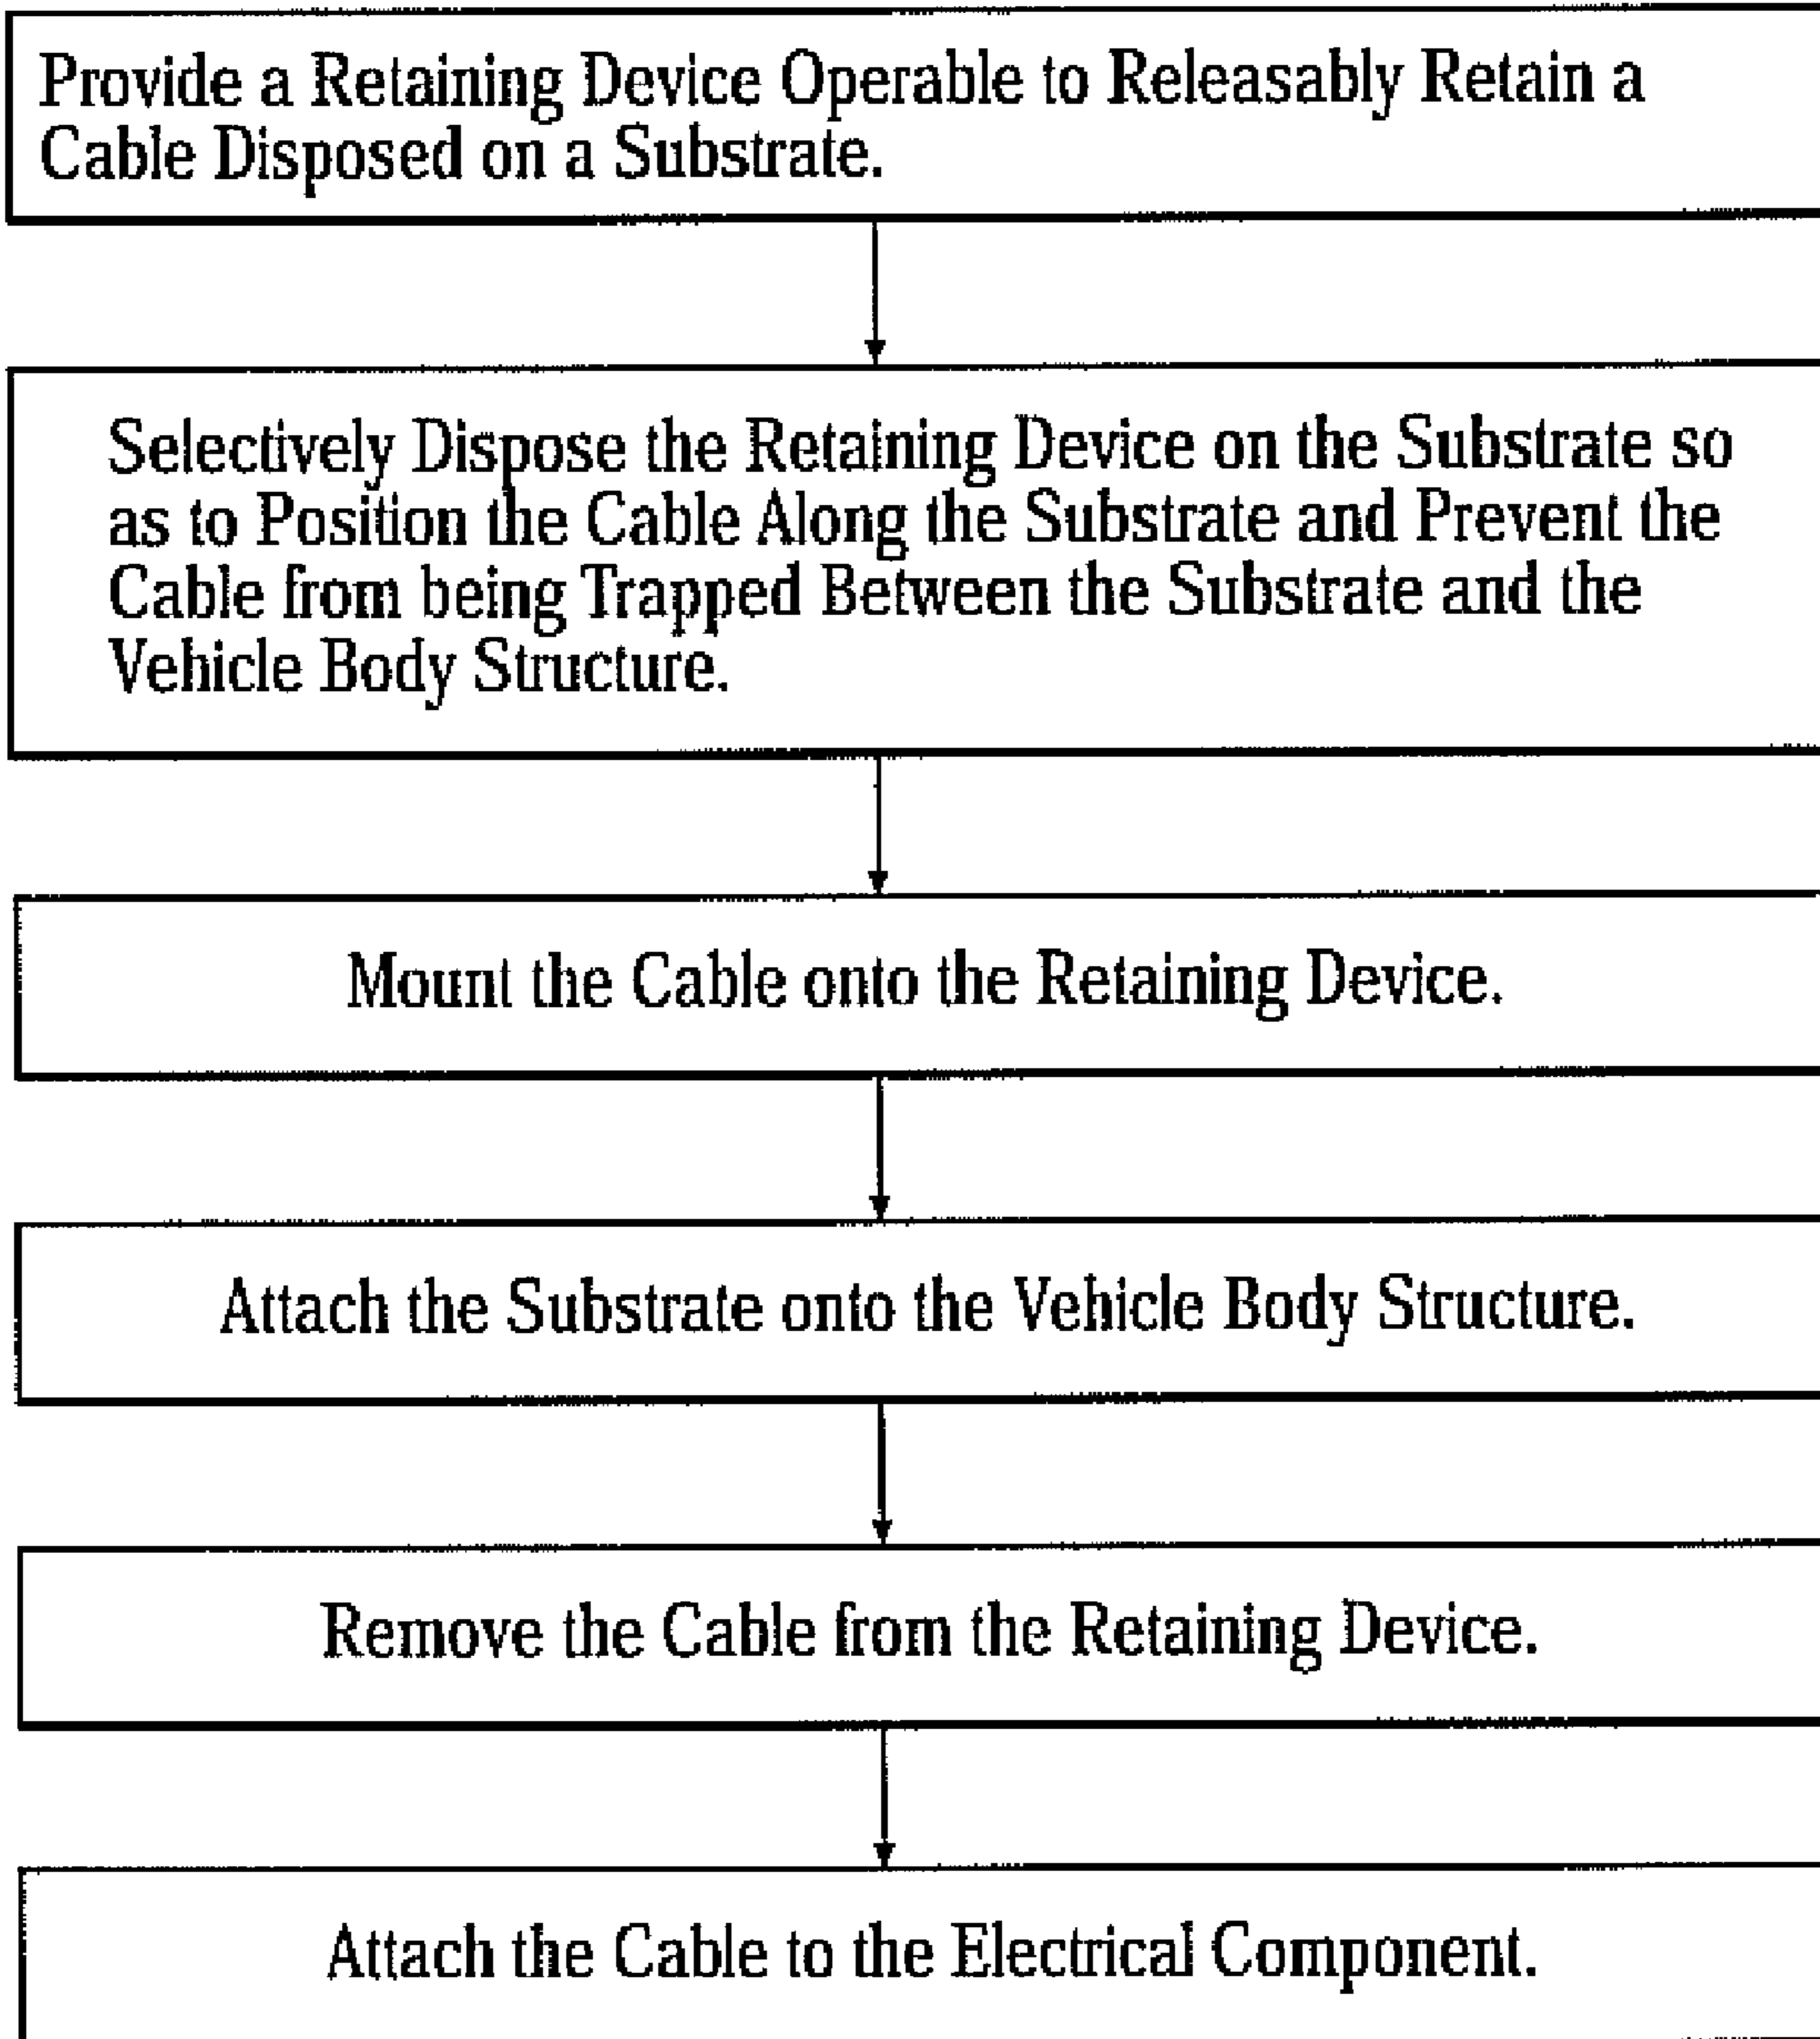 Provide a Retaining Device Operable to Releasably Retain a
Cable Disposed on a Substrate.
Selectively Dispose the Retaining Device on the Substrate so
as to Position the Cable Along the Substrate and Prevent the
Cable from being Trapped Between the Substrate and the
Vehicle Body Structure.
Mount the Cable onto the Retaining Device.
Attach the Substrate onto the Vehicle Body Structure.
Remove the Cable from the Retaining Device.
Attach the Cable to the Electrical Component.